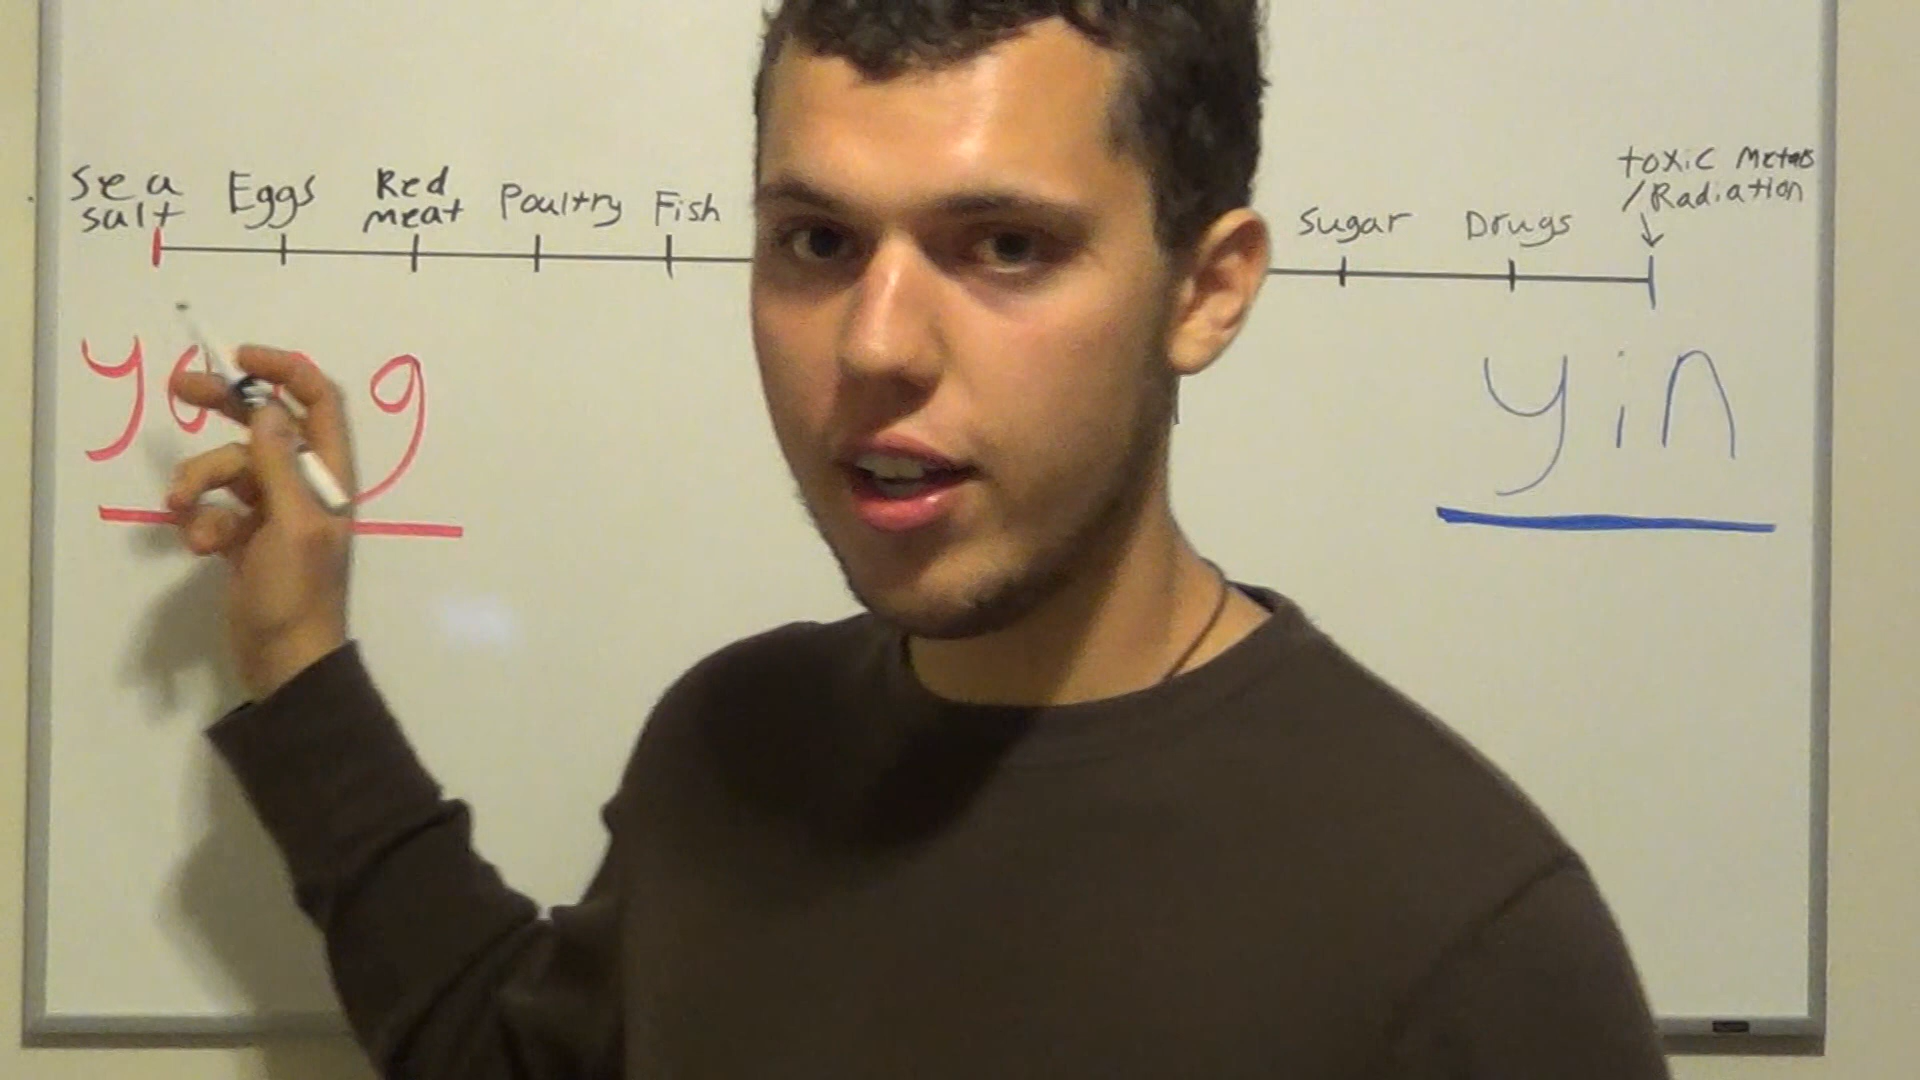 Sea
salt
Eggs
Red
meat
Poultry
Fish
Sugar
Drugs
toxic Metals
/Radiation
yang
yin